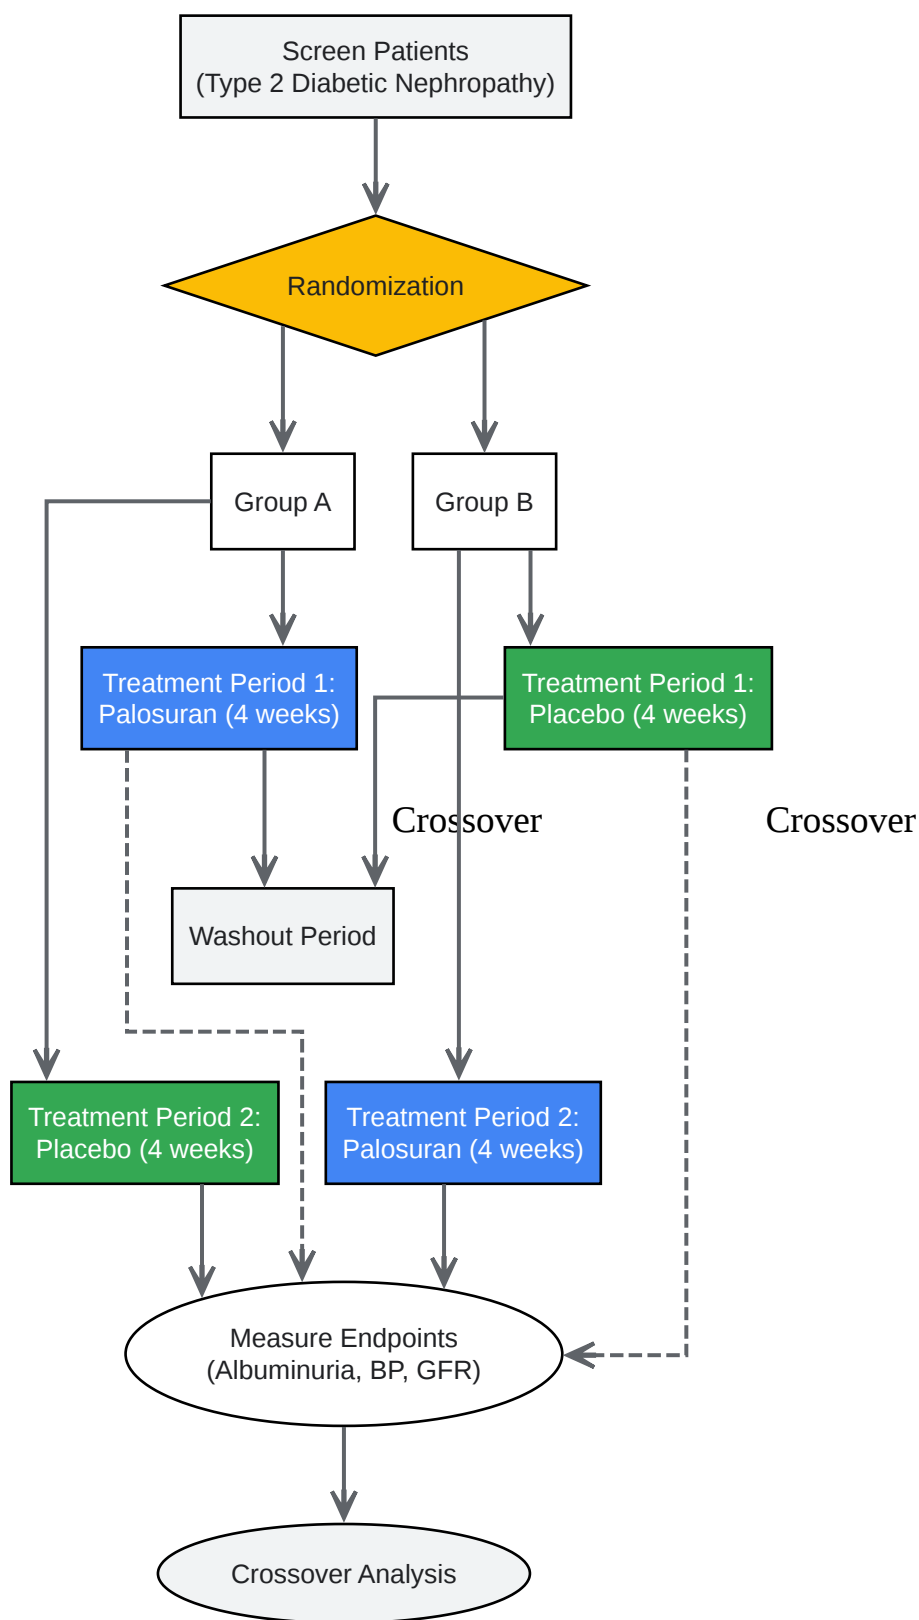 Screen Patients
(Type 2 Diabetic Nephropathy)
Randomization
Group A
Group B
Treatment Period 1:
Palosuran (4 weeks)
Treatment Period 1:
Placebo (4 weeks)
Crossover
Crossover
Washout Period
Treatment Period 2:
Placebo (4 weeks)
Treatment Period 2:
Palosuran (4 weeks)
Measure Endpoints
(Albuminuria, BP, GFR)
Crossover Analysis